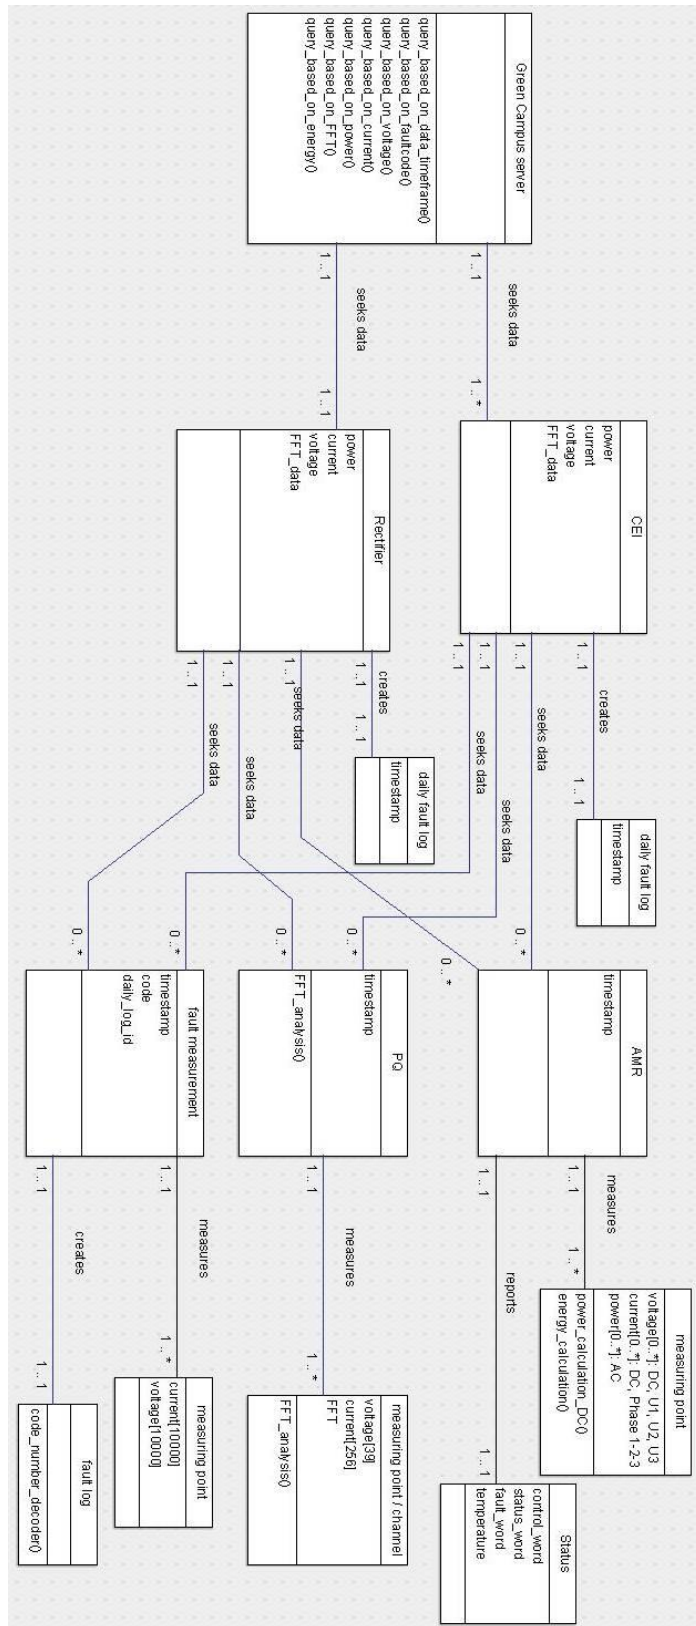 Green Campus server
query_based_on_data_timeframe()
query_based_on_faultcode()
query_based_on_voltage()
query_based_on_current()
query_based_on_power()
query_based_on_FFT()
query_based_on_energy()
1 .. 1
seeks data
1 .. *
1 .. 1
seeks data
1 .. 1
CEI
power
current
voltage
FFT_data
1 .. 1
creates
1 .. 1
daily fault log
timestamp
1 .. 1
seeks data
0 .. *
1 .. 1
seeks data
0 .. *
1 .. 1
seeks data
0 .. *
Rectifier
power
current
voltage
FFT_data
1 .. 1
creates
1 .. 1
daily fault log
timestamp
1 .. 1
seeks data
0 .. *
1 .. 1
seeks data
0 .. *
1 .. 1
seeks data
0 .. *
AMR
timestamp
1 .. 1
measures
1 .. *
measuring point
voltage[0..*]: DC, U1, U2, U3
current[0..*]: DC, Phase 1-2-3
power[0..*]: AC
power_calculation_DC()
energy_calculation()
1 .. 1
reports
1 .. 1
Status
control_word
status_word
fault_word
temperature
PQ
timestamp
FFT_analysis()
1 .. 1
measures
1 .. *
measuring point / channel
voltage[39]
current[256]
FFT
FFT_analysis()
fault measurement
timestamp
code
daily_log_id
1 .. 1
measures
1 .. *
measuring point
current[10000]
voltage[10000]
1 .. 1
creates
1 .. 1
fault log
code_number_decoder()